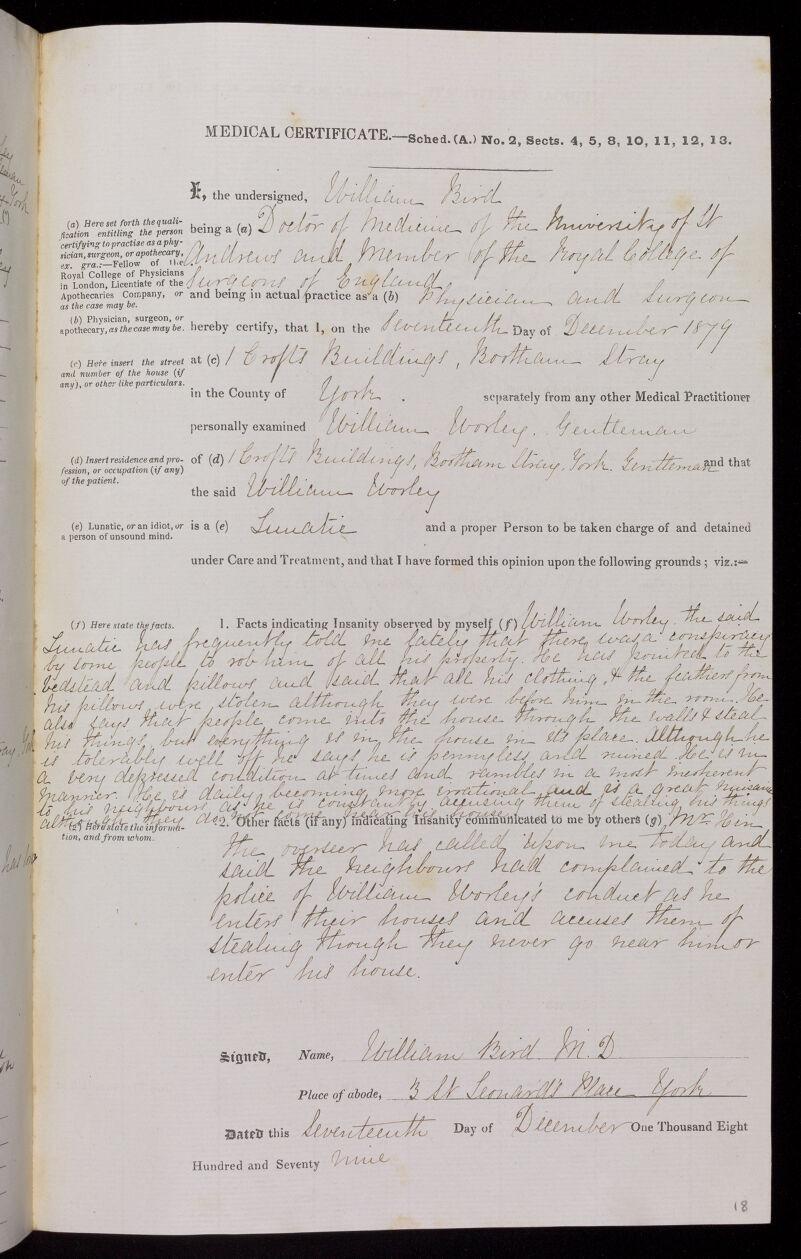 MEDICAL CERTIFICATE.—Sched. (A.) No. 2, Sects. 4, 5, 8, 10, 11, 12, 13.
I, the undersigned, William Bird
(a) Here set forth the quali-
fication entitling the person
certifying to practise as a phy-
sician, surgeon, or apothecary,
ex. gra.:—Fellow of the
Royal College of Physicians
in London, Licentiate of the
Apothecaries Company, or
as the case may be.
being a (a) Doctor of Medicine of the University of St
Andrews and Member of the Royal College of
Surgeons of England
and being in actual practice as a (b) Physician and Surgeon
(b) Physician, surgeon, or
apothecary, as the case may be.
hereby certify, that I, on the Seventeenth Day of December 1879
(c) Here insert the street
and number of the house (if
any), or other like particulars.
at (c) 1 Crofts Buildings, Bootham Stray
in the County of York . separately from any other Medical Practitioner
personally examined William Worley. Gentleman
(d) Insert residence and pro-
fession, or occupation (if any)
of the patient.
of (d) 1 Crofts Buildings, Bootham Stray, York. Gentleman and that
the said William Worley
(e) Lunatic, or an idiot, or
a person of unsound mind.
is a (e) Lunatic and a proper Person to be taken charge of and detained
under Care and Treatment, and that I have formed this opinion upon the following grounds ; viz.:—
(f) Here state the facts.
1. Facts indicating Insanity observed by myself (f) William Worley. the said
Lunatic has frequently told me lately that there was a conspiracy
by some people to rob him of all his property. He has pointed to the
bedstead and pillows and said that all his clothing, & the feathers from
his pillows were stolen although they were before him in the room. He
also says that people come into the house through the walls & steal
his things, but everything is in the house in its place. Although he
is tolerably well off he says he is pennyless and ruined. He is in
a very depressed condition at times and rambles in a most incoherent
manner. He is daily becoming more irrational and is a great nuisance
to his neighbours as he is constantly accusing them of stealing his things
although they do not come near his house
(g) Here state the informa-
tion, and from whom.
2. Other facts (if any) indicating Insanity communicated to me by others (g) Mr
the overseer has called upon me today and
said the neighbours had complained to the
police of William Worley's conduct as he
enters their houses and accuses them of
stealing though they never go near him or
enter his house.
Signed, Name, William Bird. M.D
Place of abode, 3 St Leonard's Place York
Dated this Seventeenth Day of December One Thousand Eight
Hundred and Seventy nine
18